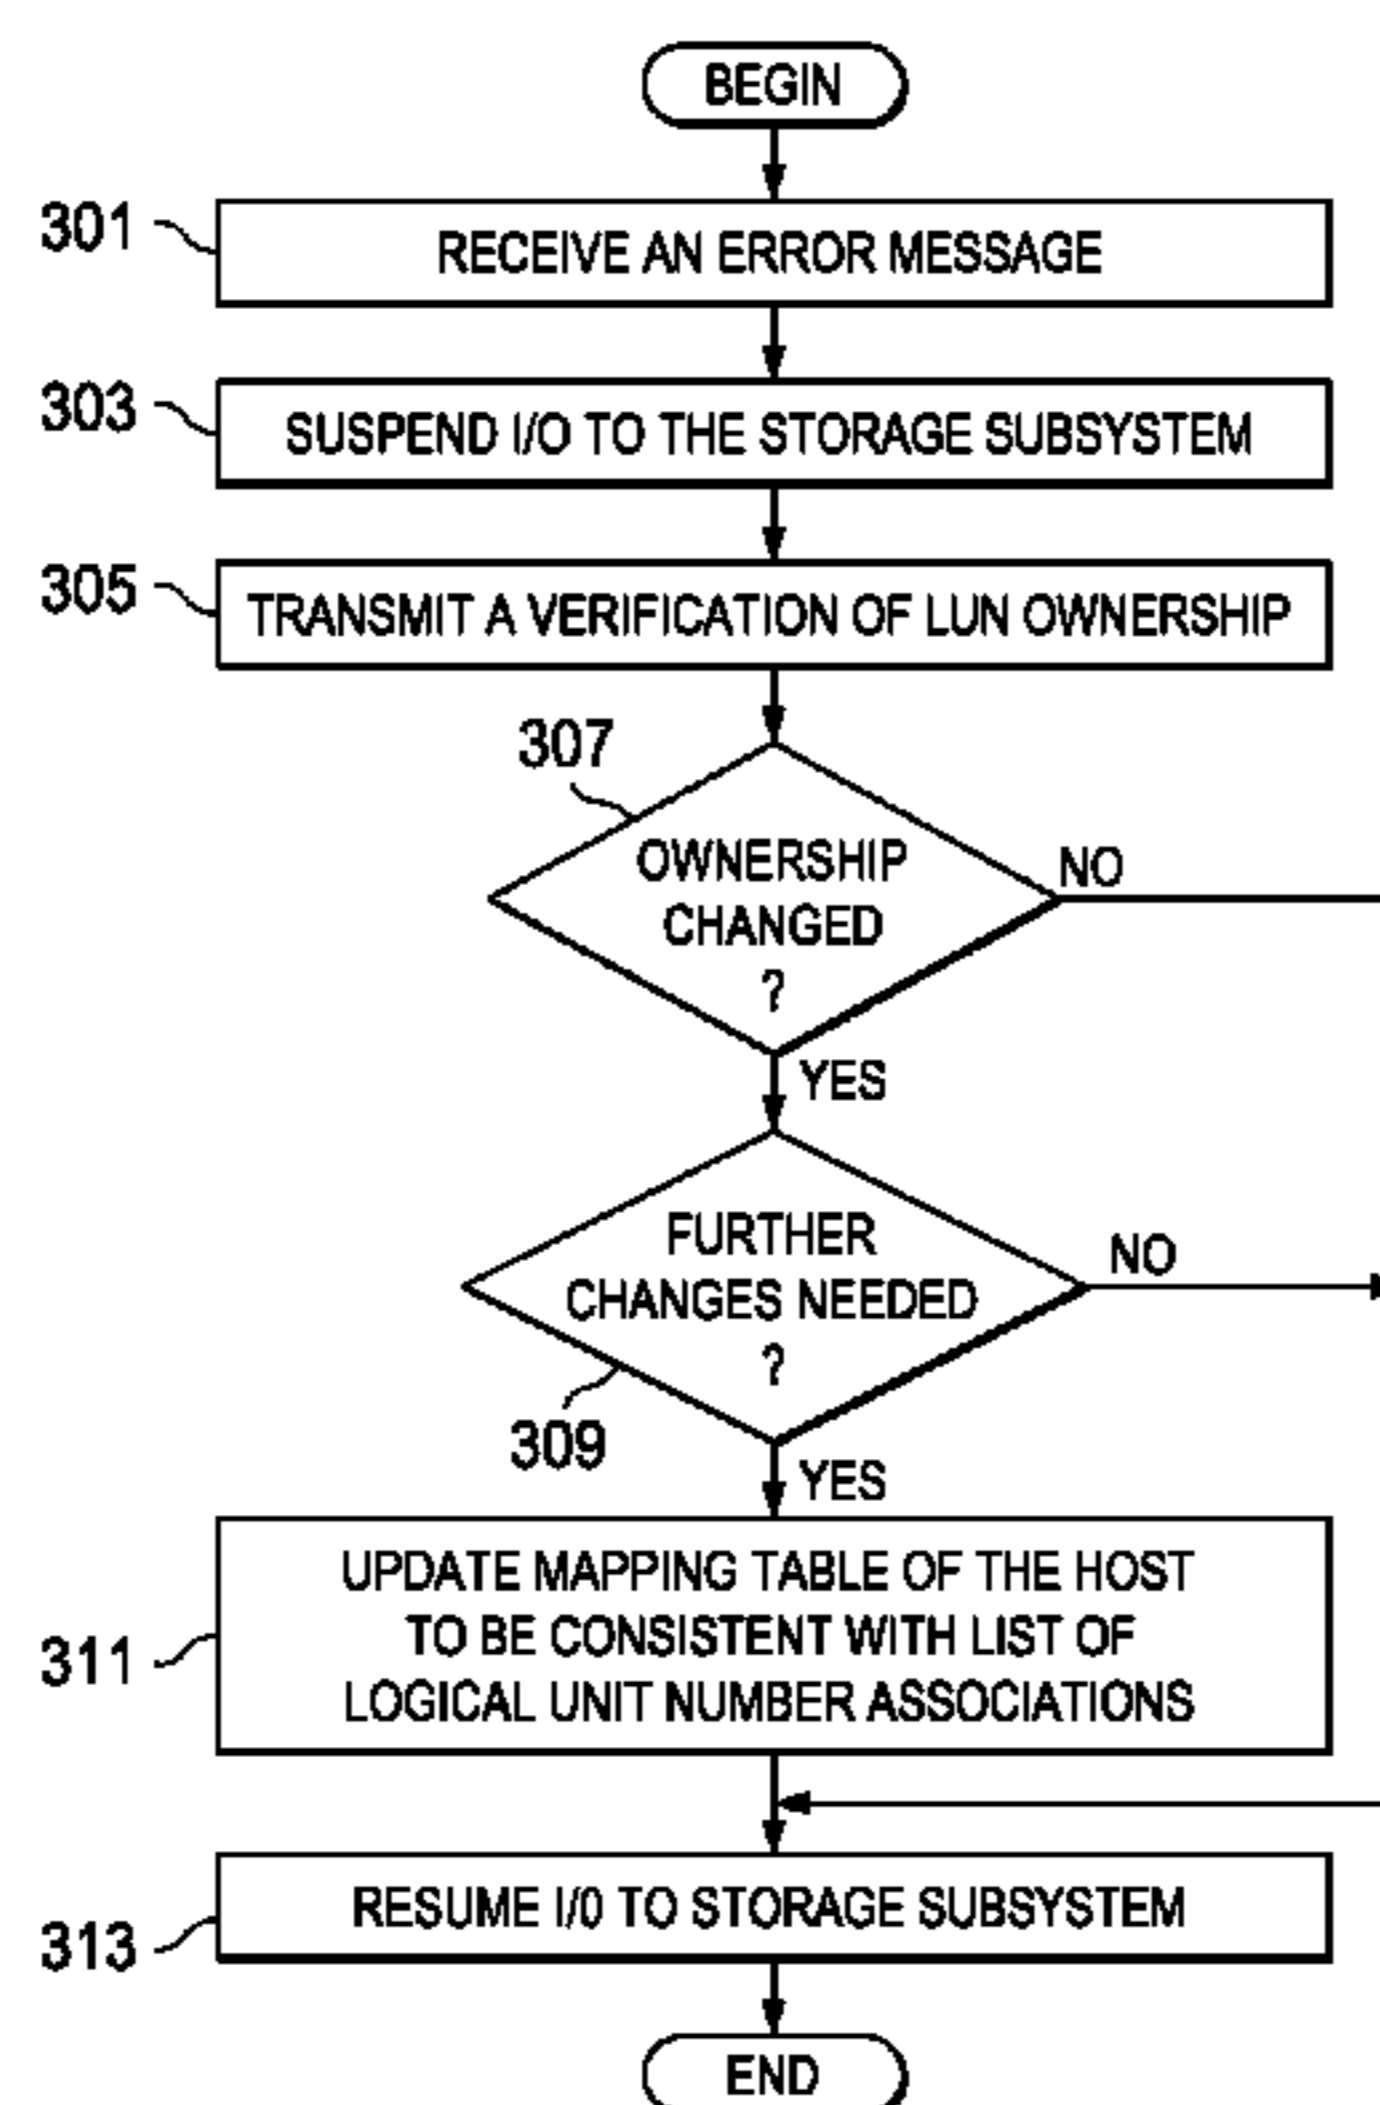 BEGIN
301
RECEIVE AN ERROR MESSAGE
303
SUSPEND I/O TO THE STORAGE SUBSYSTEM
305
TRANSMIT A VERIFICATION OF LUN OWNERSHIP
307
OWNERSHIP
CHANGED
?
NO
YES
FURTHER
CHANGES NEEDED
?
NO
309
YES
311
UPDATE MAPPING TABLE OF THE HOST
TO BE CONSISTENT WITH LIST OF
LOGICAL UNIT NUMBER ASSOCIATIONS
313
RESUME I/0 TO STORAGE SUBSYSTEM
END